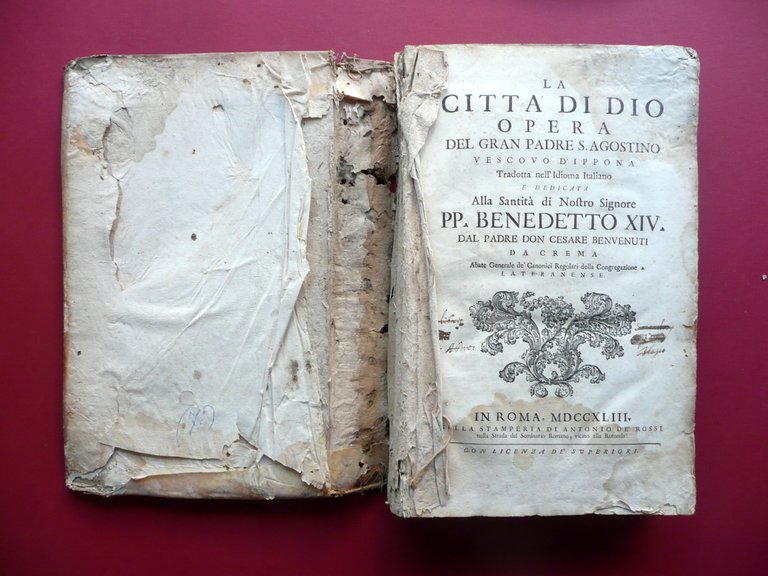 LA
CITTA DI DIO
OPERA
DEL GRAN PADRE S. AGOSTINO
VESCOVO D'IPPONA
Tradotta nell'Idioma Italiano
E DEDICATA
Alla Santità di Noſtro Signore
PP. BENEDETTO XIV.
DAL PADRE DON CESARE BENVENUTI
DA CREMA
Abate Generale de' Canonici Regolari della Congregazione
LATERANENSE.
IN ROMA, MDCCXLIII.
NELLA STAMPERIA DI ANTONIO DE' ROSSI
nella Strada del Seminario Romano, vicino alla Rotonda.
CON LICENZA DE' SUPERIORI.